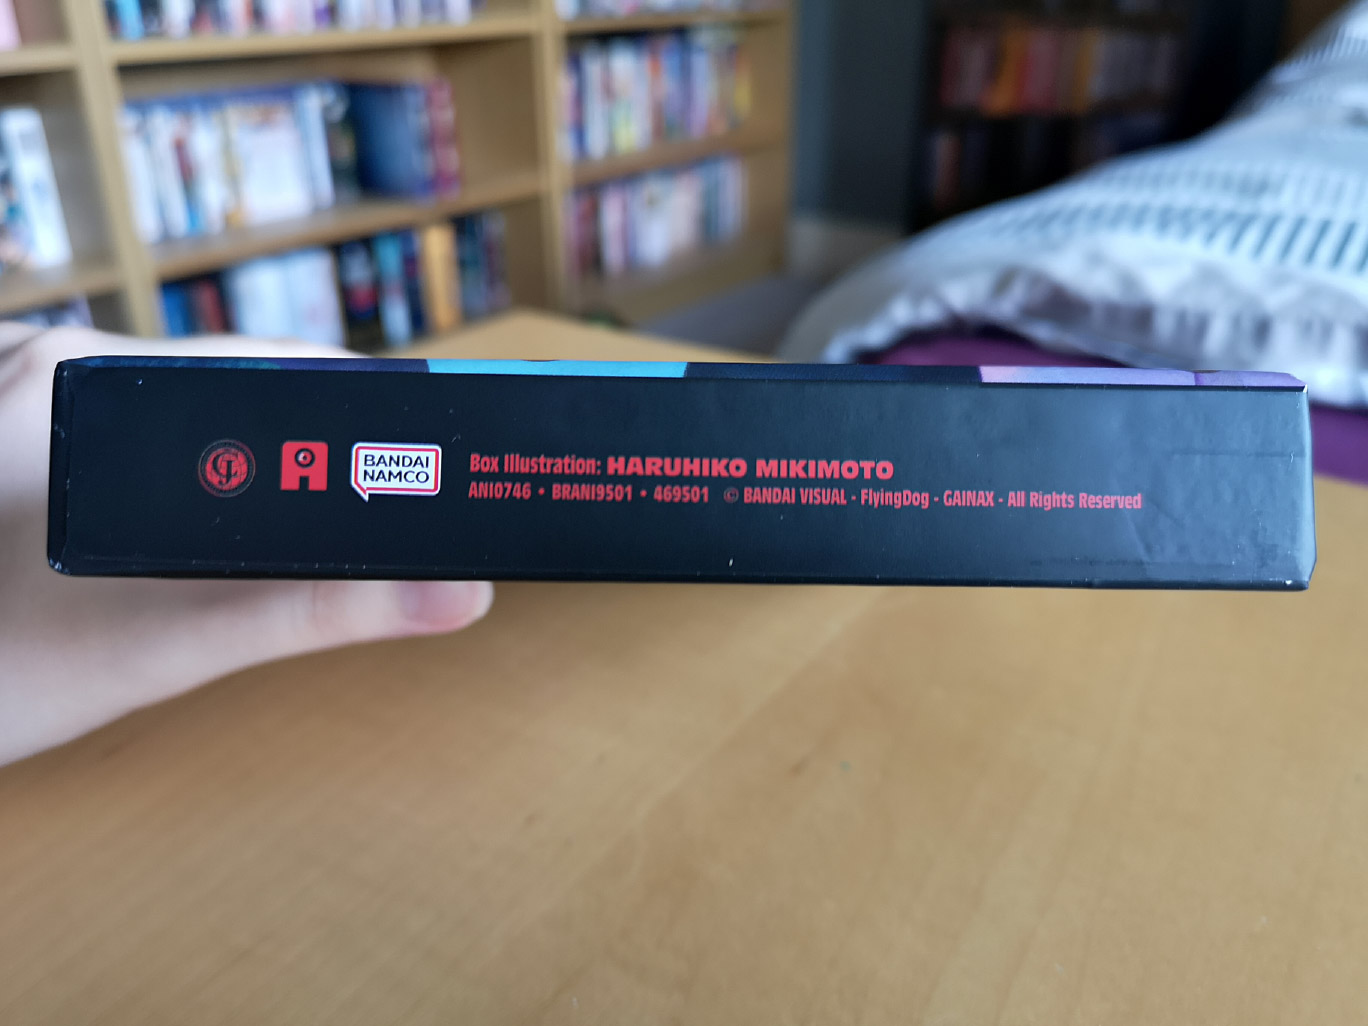 BANDAI
NAMCO
Box Illustration: HARUHIKO MIKIMOTO
ANI0746 • BRANI9501 • 469501 © BANDAI VISUAL - FlyingDog - GAINAX - All Rights Reserved